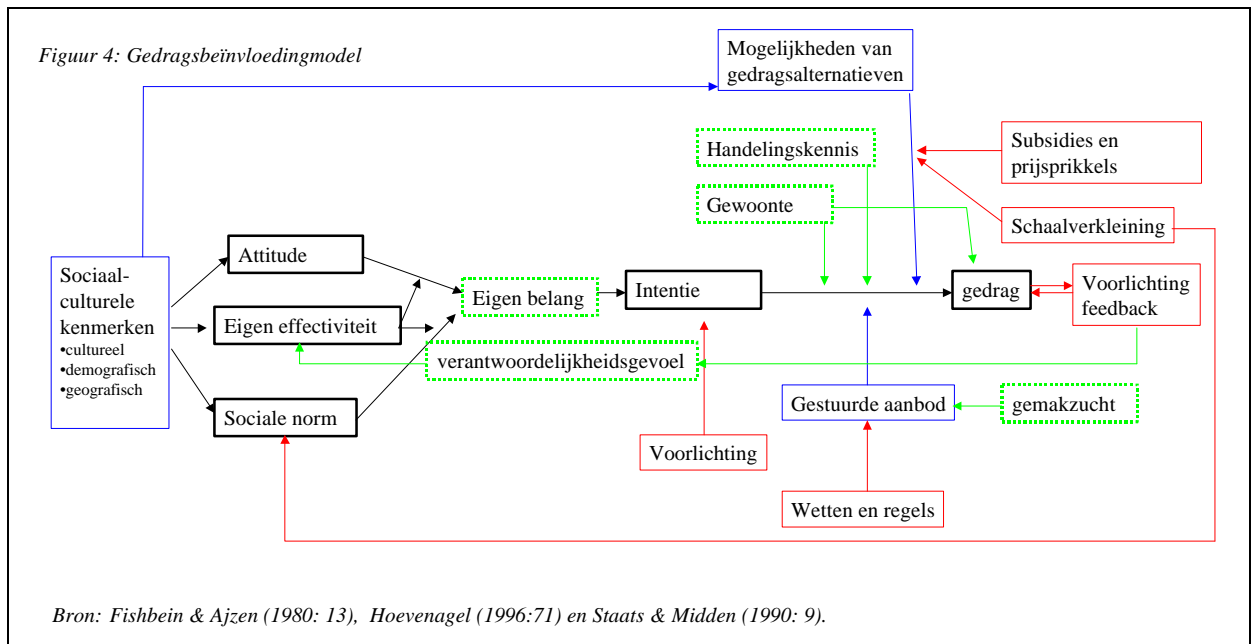 Figuur 4: Gedragsbeïnvloedingmodel
Mogelijkheden van
gedragsalternatieven
Handelingskennis
Subsidies en
prijsprikkels
Gewoonte
Schaalverkleining
Attitude
Sociaal-
culturele
kenmerken
•cultureel
•demografisch
•geografisch
Eigen belang
Intentie
gedrag
Voorlichting
feedback
Eigen effectiviteit
verantwoordelijkheidsgevoel
Sociale norm
Gestuurde aanbod
gemakzucht
Voorlichting
Wetten en regels
Bron: Fishbein & Ajzen (1980: 13), Hoevenagel (1996:71) en Staats & Midden (1990: 9).